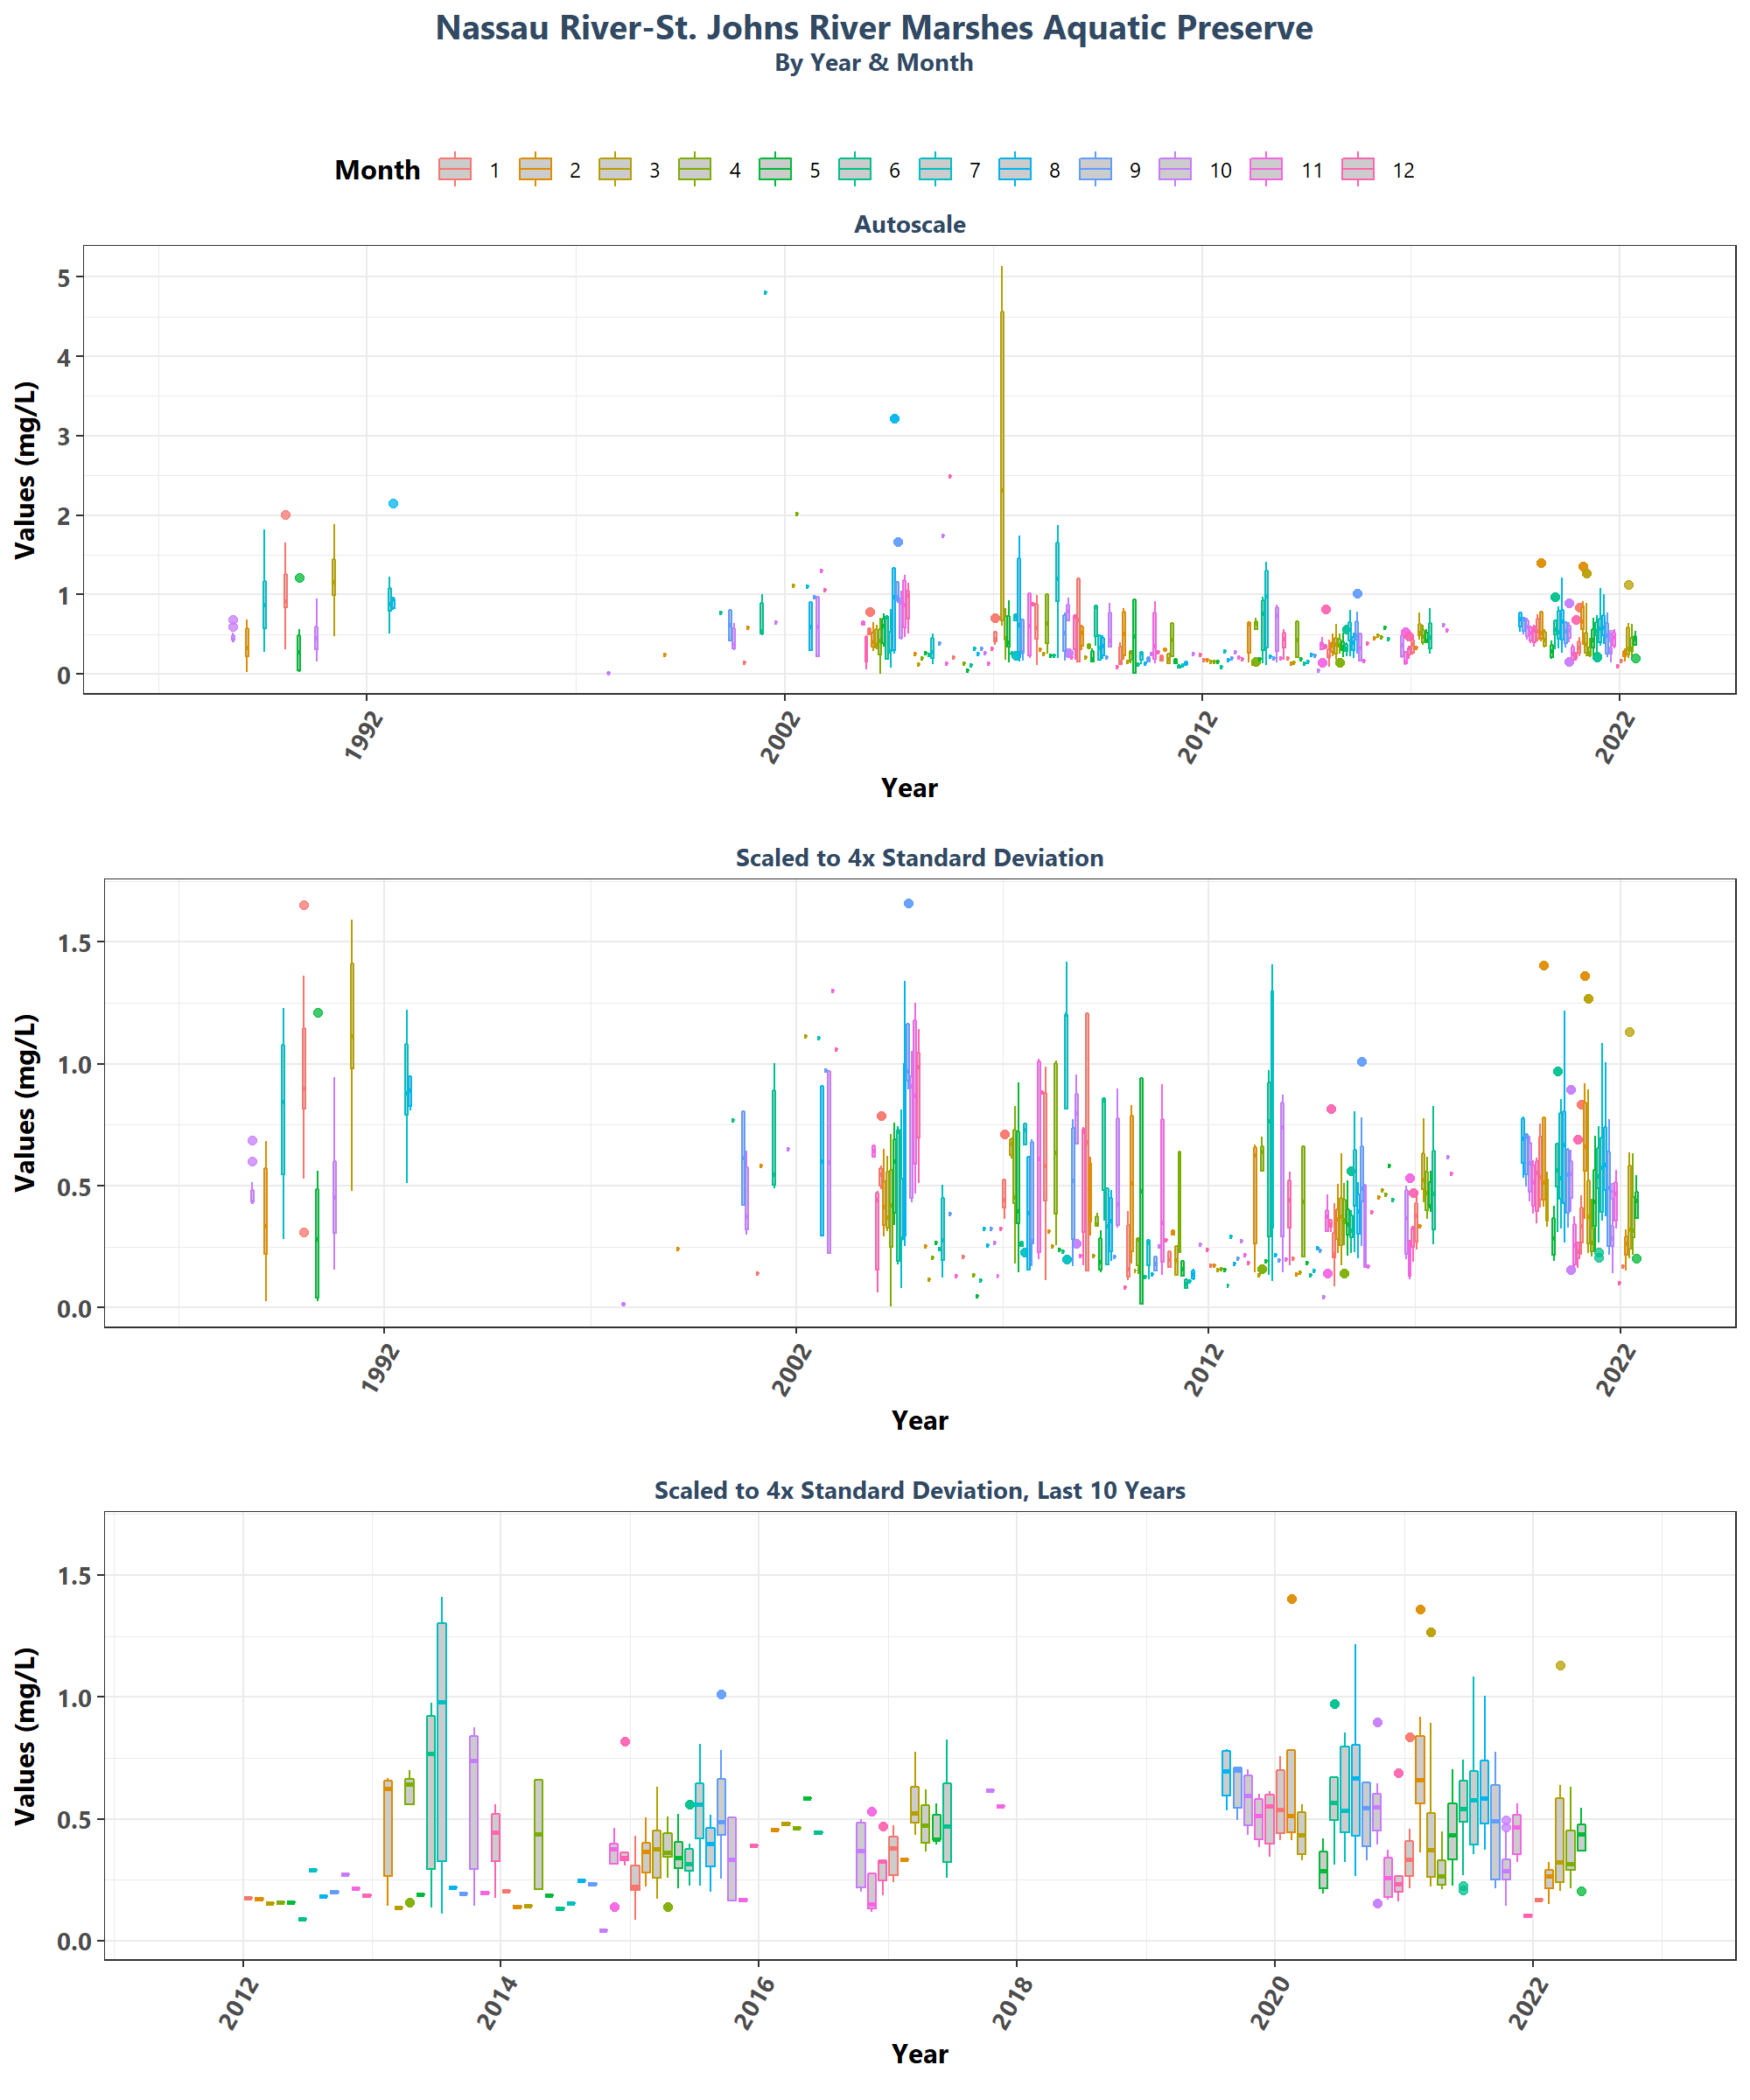 Nassau River-St. Johns River Marshes Aquatic Preserve
By Year & Month
Month 1 2 3 4 5 6 7 8 9 10 11 12
Autoscale
Values (mg/L)
5
4
3
2
1
0
1992 2002 2012 2022
Year
Scaled to 4x Standard Deviation
Values (mg/L)
1.5
1.0
0.5
0.0
1992 2002 2012 2022
Year
Scaled to 4x Standard Deviation, Last 10 Years
Values (mg/L)
1.5
1.0
0.5
0.0
2012 2014 2016 2018 2020 2022
Year